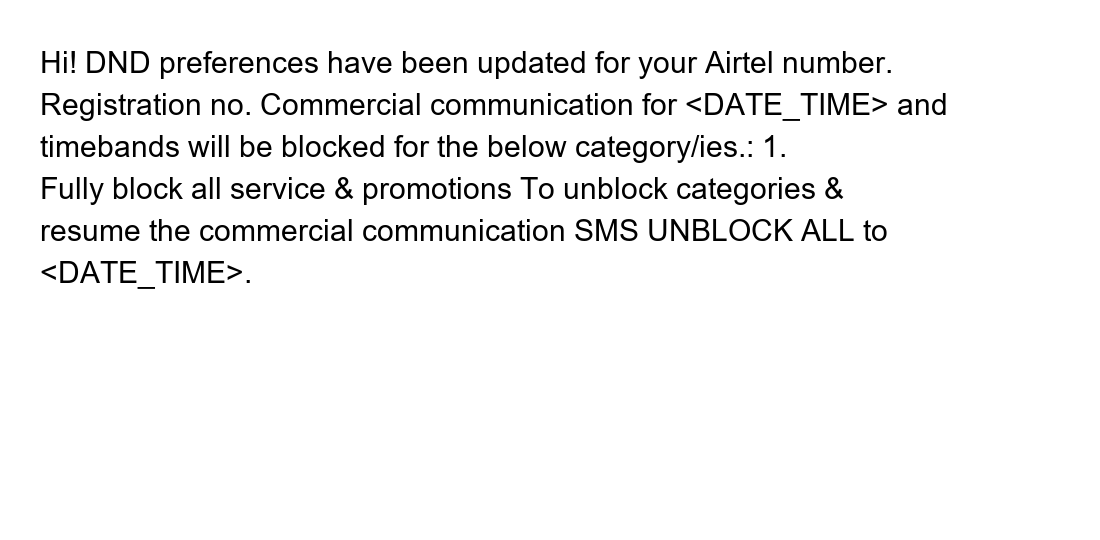 Hi! DND preferences have been updated for your Airtel number.
Registration no. Commercial communication for <DATE_TIME> and
timebands will be blocked for the below category/ies.: 1.
Fully block all service & promotions To unblock categories &
resume the commercial communication SMS UNBLOCK ALL to
<DATE_TIME>.